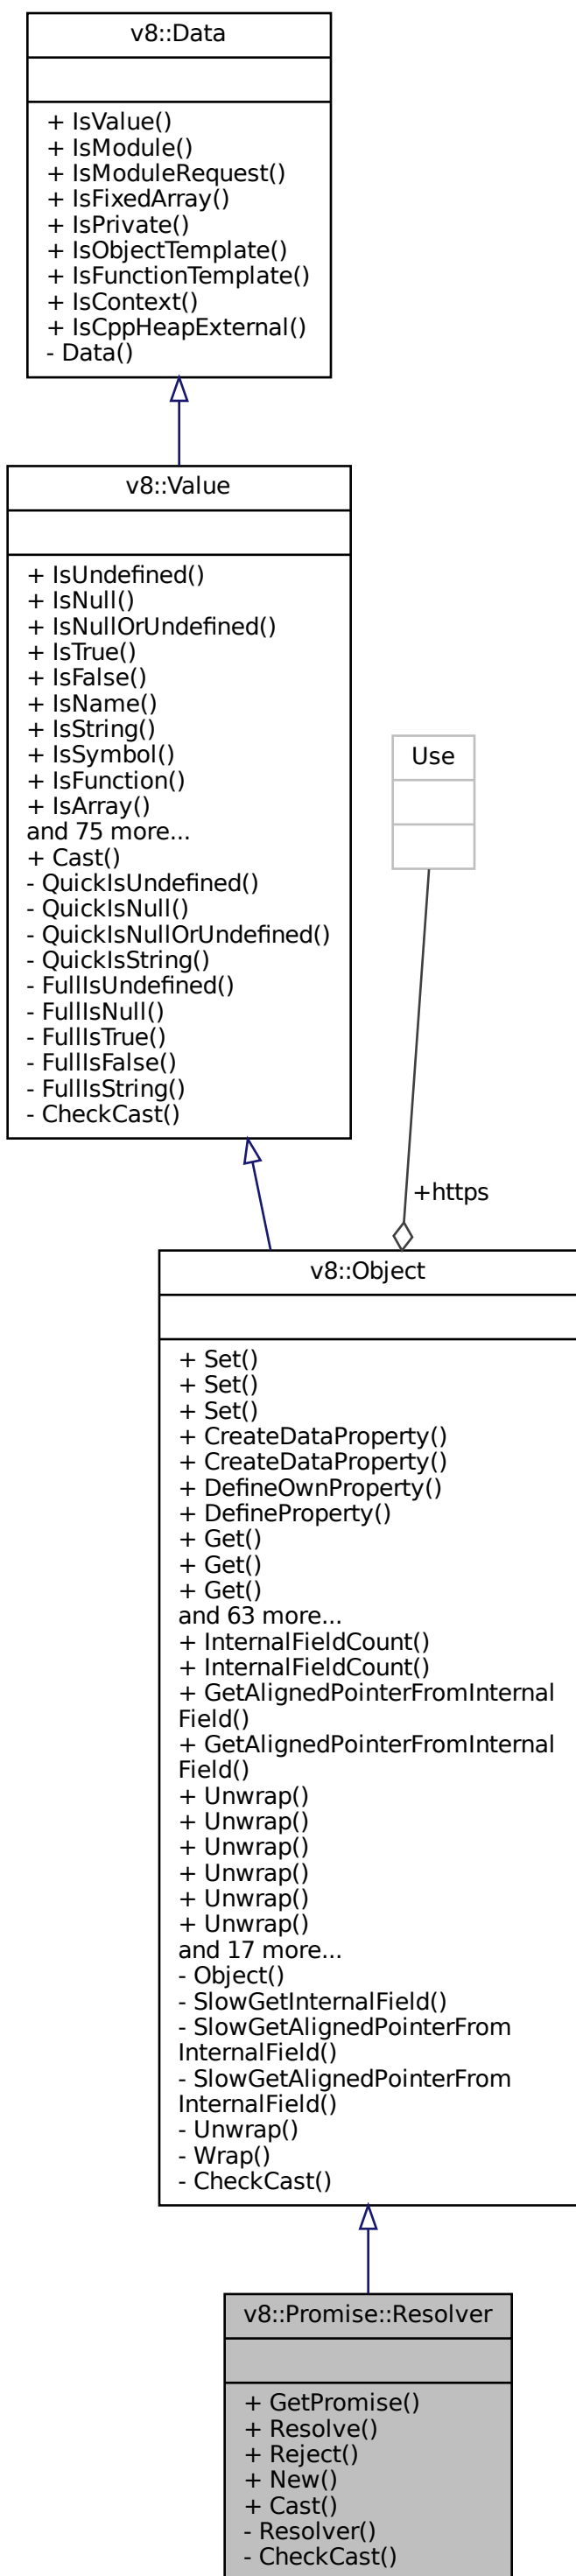 v8::Data
+ IsValue()
+ IsModule()
+ IsModuleRequest()
+ IsFixedArray()
+ IsPrivate()
+ IsObjectTemplate()
+ IsFunctionTemplate()
+ IsContext()
+ IsCppHeapExternal()
- Data()
v8::Value
+ IsUndefined()
+ IsNull()
+ IsNullOrUndefined()
+ IsTrue()
+ IsFalse()
+ IsName()
+ IsString()
+ IsSymbol()
+ IsFunction()
+ IsArray()
and 75 more...
+ Cast()
- QuickIsUndefined()
- QuickIsNull()
- QuickIsNullOrUndefined()
- QuickIsString()
- FullIsUndefined()
- FullIsNull()
- FullIsTrue()
- FullIsFalse()
- FullIsString()
- CheckCast()
Use
+https
v8::Object
+ Set()
+ Set()
+ Set()
+ CreateDataProperty()
+ CreateDataProperty()
+ DefineOwnProperty()
+ DefineProperty()
+ Get()
+ Get()
+ Get()
and 63 more...
+ InternalFieldCount()
+ InternalFieldCount()
+ GetAlignedPointerFromInternal
Field()
+ GetAlignedPointerFromInternal
Field()
+ Unwrap()
+ Unwrap()
+ Unwrap()
+ Unwrap()
+ Unwrap()
+ Unwrap()
and 17 more...
- Object()
- SlowGetInternalField()
- SlowGetAlignedPointerFrom
InternalField()
- SlowGetAlignedPointerFrom
InternalField()
- Unwrap()
- Wrap()
- CheckCast()
v8::Promise::Resolver
+ GetPromise()
+ Resolve()
+ Reject()
+ New()
+ Cast()
- Resolver()
- CheckCast()